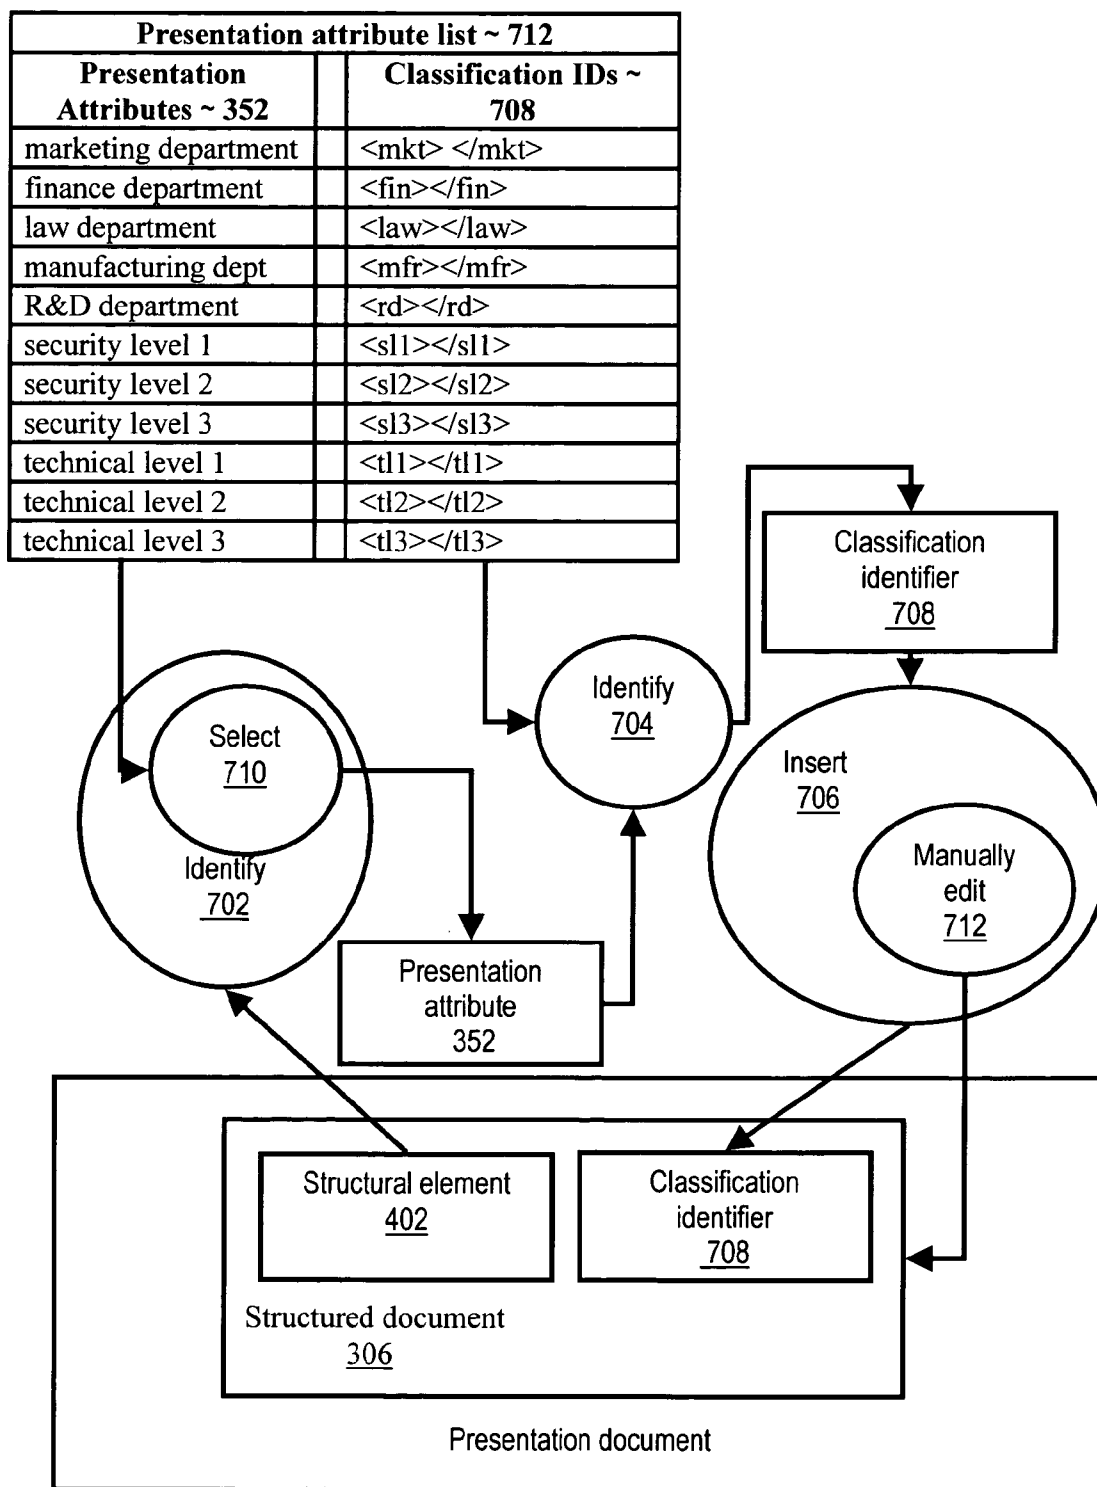 Presentation attribute list ~ 712
Presentation
Attributes ~ 352
Classification IDs ~
708
marketing department <mkt> </mkt>
finance department <fin></fin>
law department <law></law>
manufacturing dept <mfr></mfr>
R&D department <rd></rd>
security level 1 <sl1></sl1>
security level 2 <sl2></sl2>
security level 3 <sl3></sl3>
technical level 1 <tl1></tl1>
technical level 2 <tl2></tl2>
technical level 3 <tl3></tl3>
Classification
identifier
708
Identify
704
Select
710
Identify
702
Insert
706
Manually
edit
712
Presentation
attribute
352
Structural element
402
Classification
identifier
708
Structured document
306
Presentation document